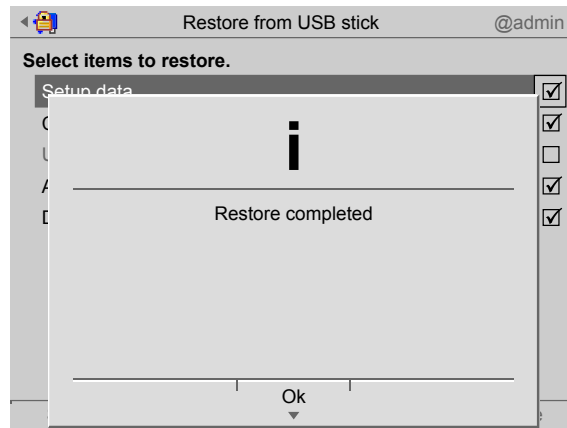 Restore from USB stick @admin
Select items to restore.
Setup data
i
Restore completed
Ok